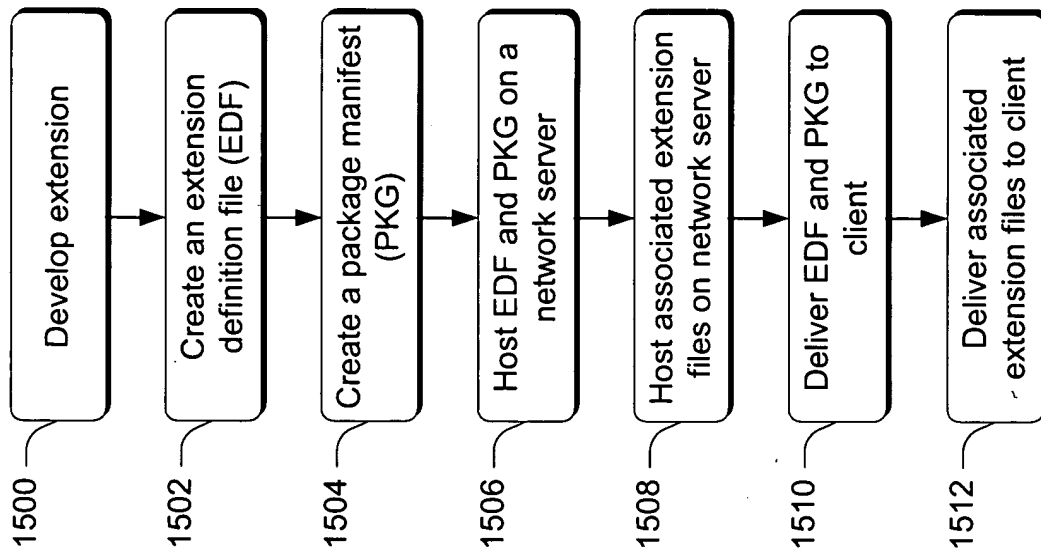 1500
Develop extension
1502
Create an extension
definition file (EDF)
1504
Create a package manifest
(PKG)
1506
Host EDF and PKG on a
network server
1508
Host associated extension
files on network server
1510
Deliver EDF and PKG to
client
1512
Deliver associated
extension files to client